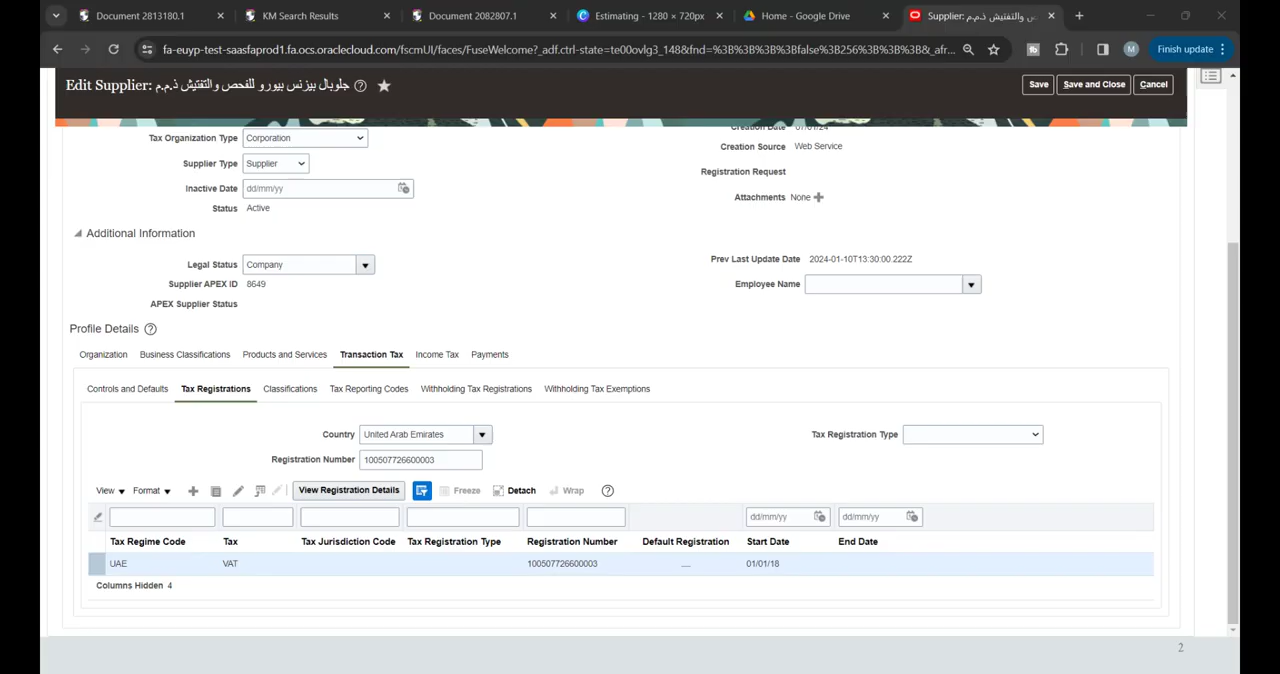 Document 2813180.1
KM Search Results
Document 2082807.1
Estimating - 1280 × 720px
Home - Google Drive
Supplier: والتفتيش ذ.م.م
Finish update
fa-euyp-test-saasfaprod1.fa.ocs.oraclecloud.com/fscmUI/faces/FuseWelcome?_adf.ctrl-state=te00ovlg3_148&fnd=%3B%3B%3B%3Bfalse%3B256%3B%3B%3B&_afr...
Edit Supplier: جلوبال بيزنس بيورو للفحص والتفتيش ذ.م.م
Save
Save and Close
Cancel
Tax Organization Type Corporation
Creation Date 07/01/24
Creation Source Web Service
Supplier Type Supplier
Registration Request
Inactive Date dd/mm/yy
Attachments None
Status Active
Additional Information
Legal Status Company
Prev Last Update Date 2024-01-10T13:30:00.222Z
Supplier APEX ID 8649
Employee Name
APEX Supplier Status
Profile Details
Organization Business Classifications Products and Services Transaction Tax Income Tax Payments
Controls and Defaults Tax Registrations Classifications Tax Reporting Codes Withholding Tax Registrations Withholding Tax Exemptions
Country United Arab Emirates
Tax Registration Type
Registration Number 100507726600003
View Format View Registration Details Freeze Detach Wrap
dd/mm/yy dd/mm/yy
Tax Regime Code Tax Tax Jurisdiction Code Tax Registration Type Registration Number Default Registration Start Date End Date
UAE VAT 100507726600003 01/01/18
Columns Hidden 4
2